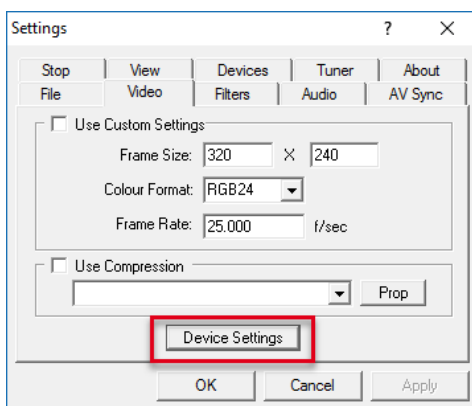 Settings ? X
Stop View Devices Tuner About
File Video Filters Audio AV Sync
Use Custom Settings
Frame Size: 320 X 240
Colour Format: RGB24
Frame Rate: 25.000 f/sec
Use Compression
Prop
Device Settings
OK Cancel Apply